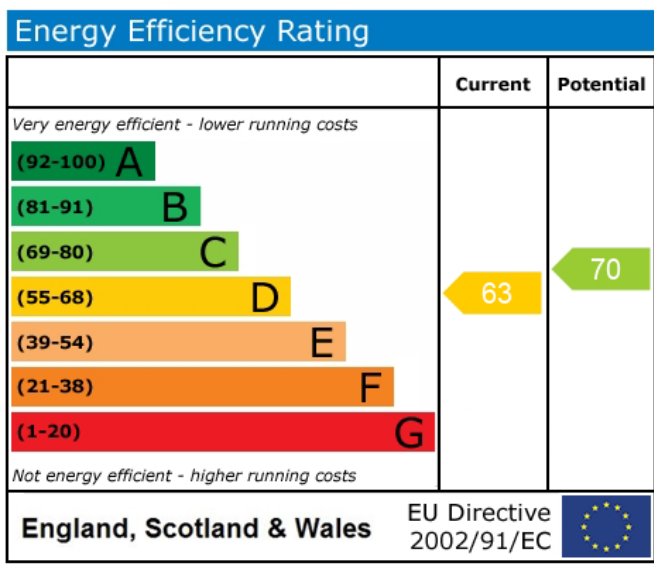 Energy Efficiency Rating
Current Potential
Very energy efficient - lower running costs
(92-100) A
(81-91) B
(69-80) C
(55-68) D
(39-54) E
(21-38) F
(1-20) G
63
70
Not energy efficient - higher running costs
England, Scotland & Wales
EU Directive
2002/91/EC